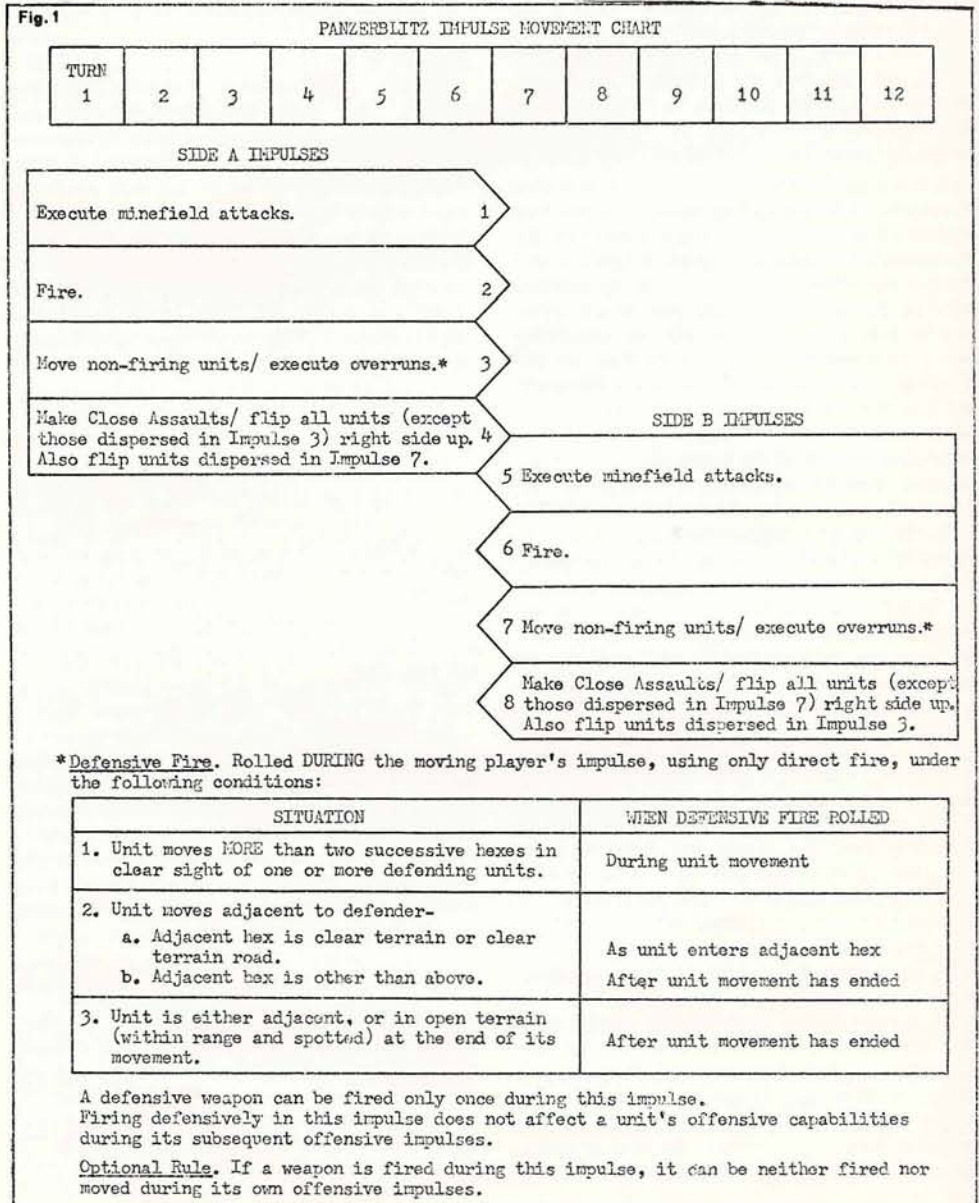 Fig. 1
PANZERBLITZ IMPULSE MOVEMENT CHART
TURN
1 2 3 4 5 6 7 8 9 10 11 12
SIDE A IMPULSES
Execute minefield attacks. 1
Fire. 2
Move non-firing units/ execute overruns.* 3
Make Close Assaults/ flip all units (except
those dispersed in Impulse 3) right side up. 4
Also flip units dispersed in Impulse 7.
SIDE B IMPULSES
5 Execute minefield attacks.
6 Fire.
7 Move non-firing units/ execute overruns.*
Make Close Assaults/ flip all units (except
8 those dispersed in Impulse 7) right side up.
Also flip units dispersed in Impulse 3.
*Defensive Fire. Rolled DURING the moving player's impulse, using only direct fire, under
the following conditions:
SITUATION WHEN DEFENSIVE FIRE ROLLED
1. Unit moves MORE than two successive hexes in
clear sight of one or more defending units.
During unit movement
2. Unit moves adjacent to defender-
a. Adjacent hex is clear terrain or clear
terrain road.
As unit enters adjacent hex
b. Adjacent hex is other than above.
After unit movement has ended
3. Unit is either adjacent, or in open terrain
(within range and spotted) at the end of its
movement.
After unit movement has ended
A defensive weapon can be fired only once during this impulse.
Firing defensively in this impulse does not affect a unit's offensive capabilities
during its subsequent offensive impulses.
Optional Rule. If a weapon is fired during this impulse, it can be neither fired nor
moved during its own offensive impulses.